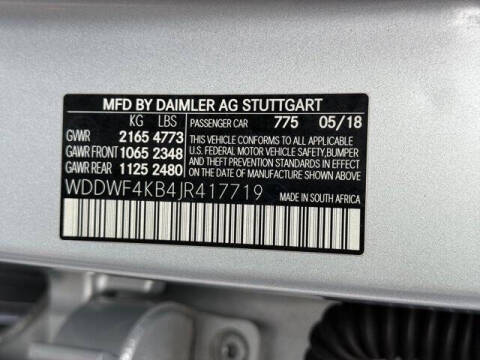 MFD BY DAIMLER AG STUTTGART
KG LBS PASSENGER CAR 775 05/18
GVWR 2165 4773 THIS VEHICLE CONFORMS TO ALL APPLICABLE
GAWR FRONT 1065 2348 U.S. FEDERAL MOTOR VEHICLE SAFETY, BUMPER
GAWR REAR 1125 2480 AND THEFT PREVENTION STANDARDS IN EFFECT
ON THE DATE OF MANUFACTURE SHOWN ABOVE.
WDDWF4KB4JR417719 MADE IN SOUTH AFRICA